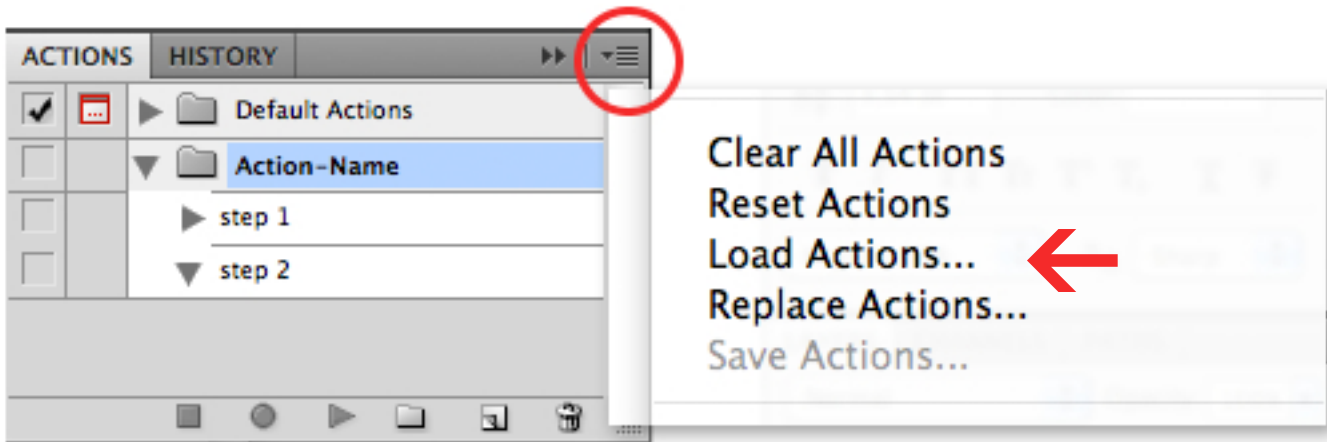 ACTIONS HISTORY
Default Actions
Action-Name
step 1
step 2
Clear All Actions
Reset Actions
Load Actions...
Replace Actions...
Save Actions...